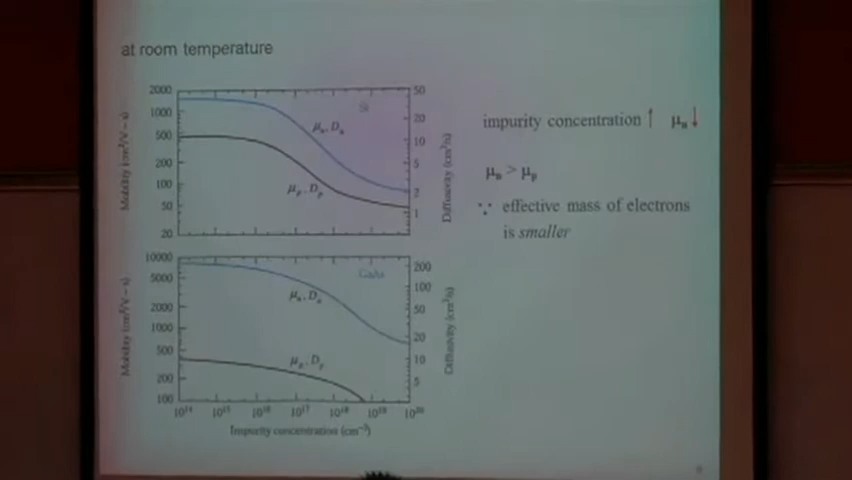 at room temperature
2000
1000
500
200
100
50
20
Mobility (cm²/V – s)
50
20
10
5
2
1
Diffusivity (cm²/s)
Si
μₙ, Dₙ
μₚ, Dₚ
10000
5000
2000
1000
500
200
100
Mobility (cm²/V – s)
200
100
50
20
10
5
Diffusivity (cm²/s)
GaAs
μₙ, Dₙ
μₚ, Dₚ
10¹⁴ 10¹⁵ 10¹⁶ 10¹⁷ 10¹⁸ 10¹⁹ 10²⁰
Impurity concentration (cm⁻³)
impurity concentration ↑ μₙ ↓
μₙ > μₚ
∵ effective mass of electrons
is smaller